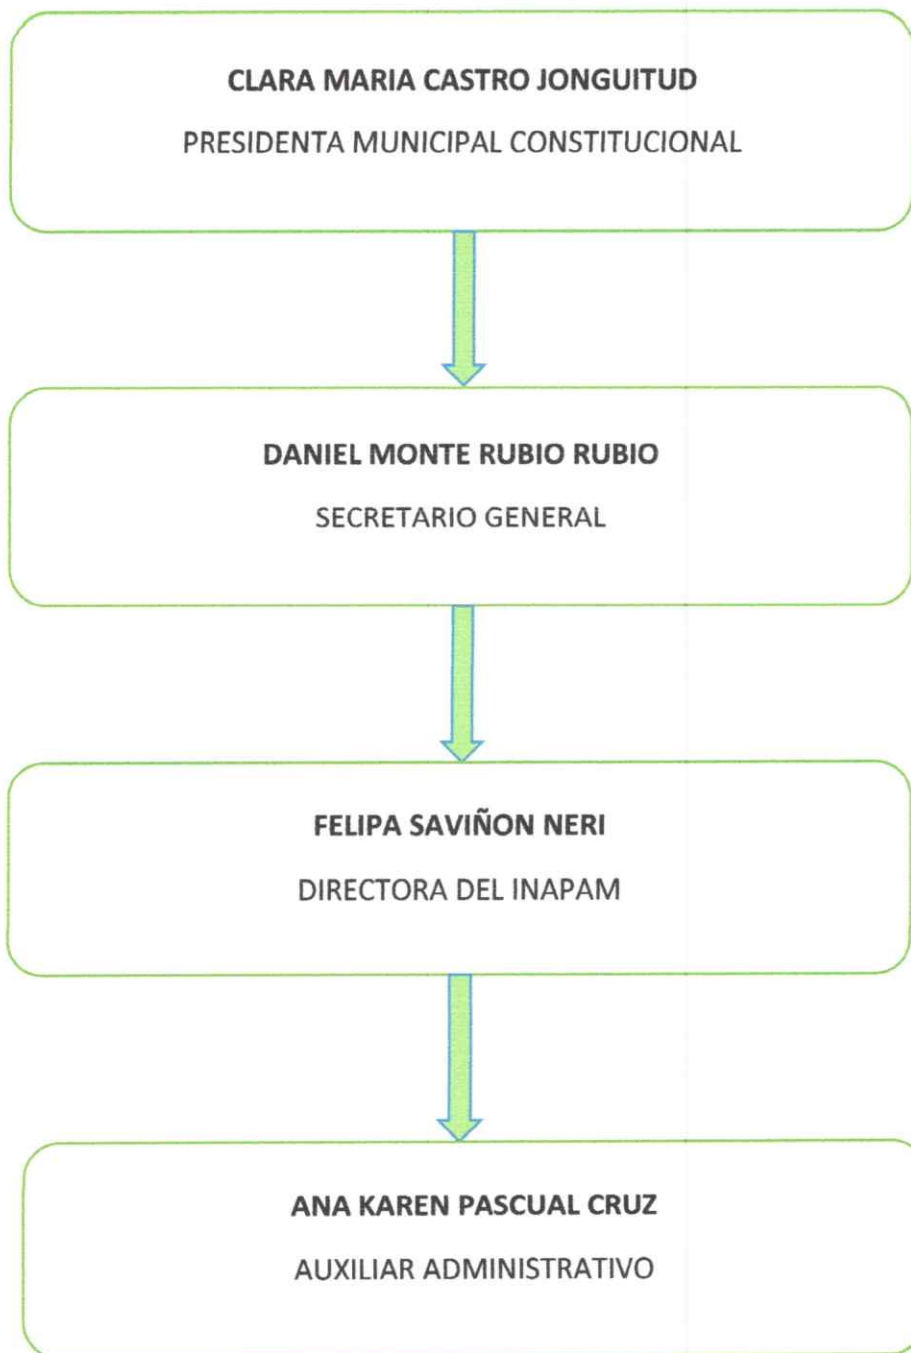 CLARA MARIA CASTRO JONGUITUD
PRESIDENTA MUNICIPAL CONSTITUCIONAL
DANIEL MONTE RUBIO RUBIO
SECRETARIO GENERAL
FELIPA SAVIÑON NERI
DIRECTORA DEL INAPAM
ANA KAREN PASCUAL CRUZ
AUXILIAR ADMINISTRATIVO